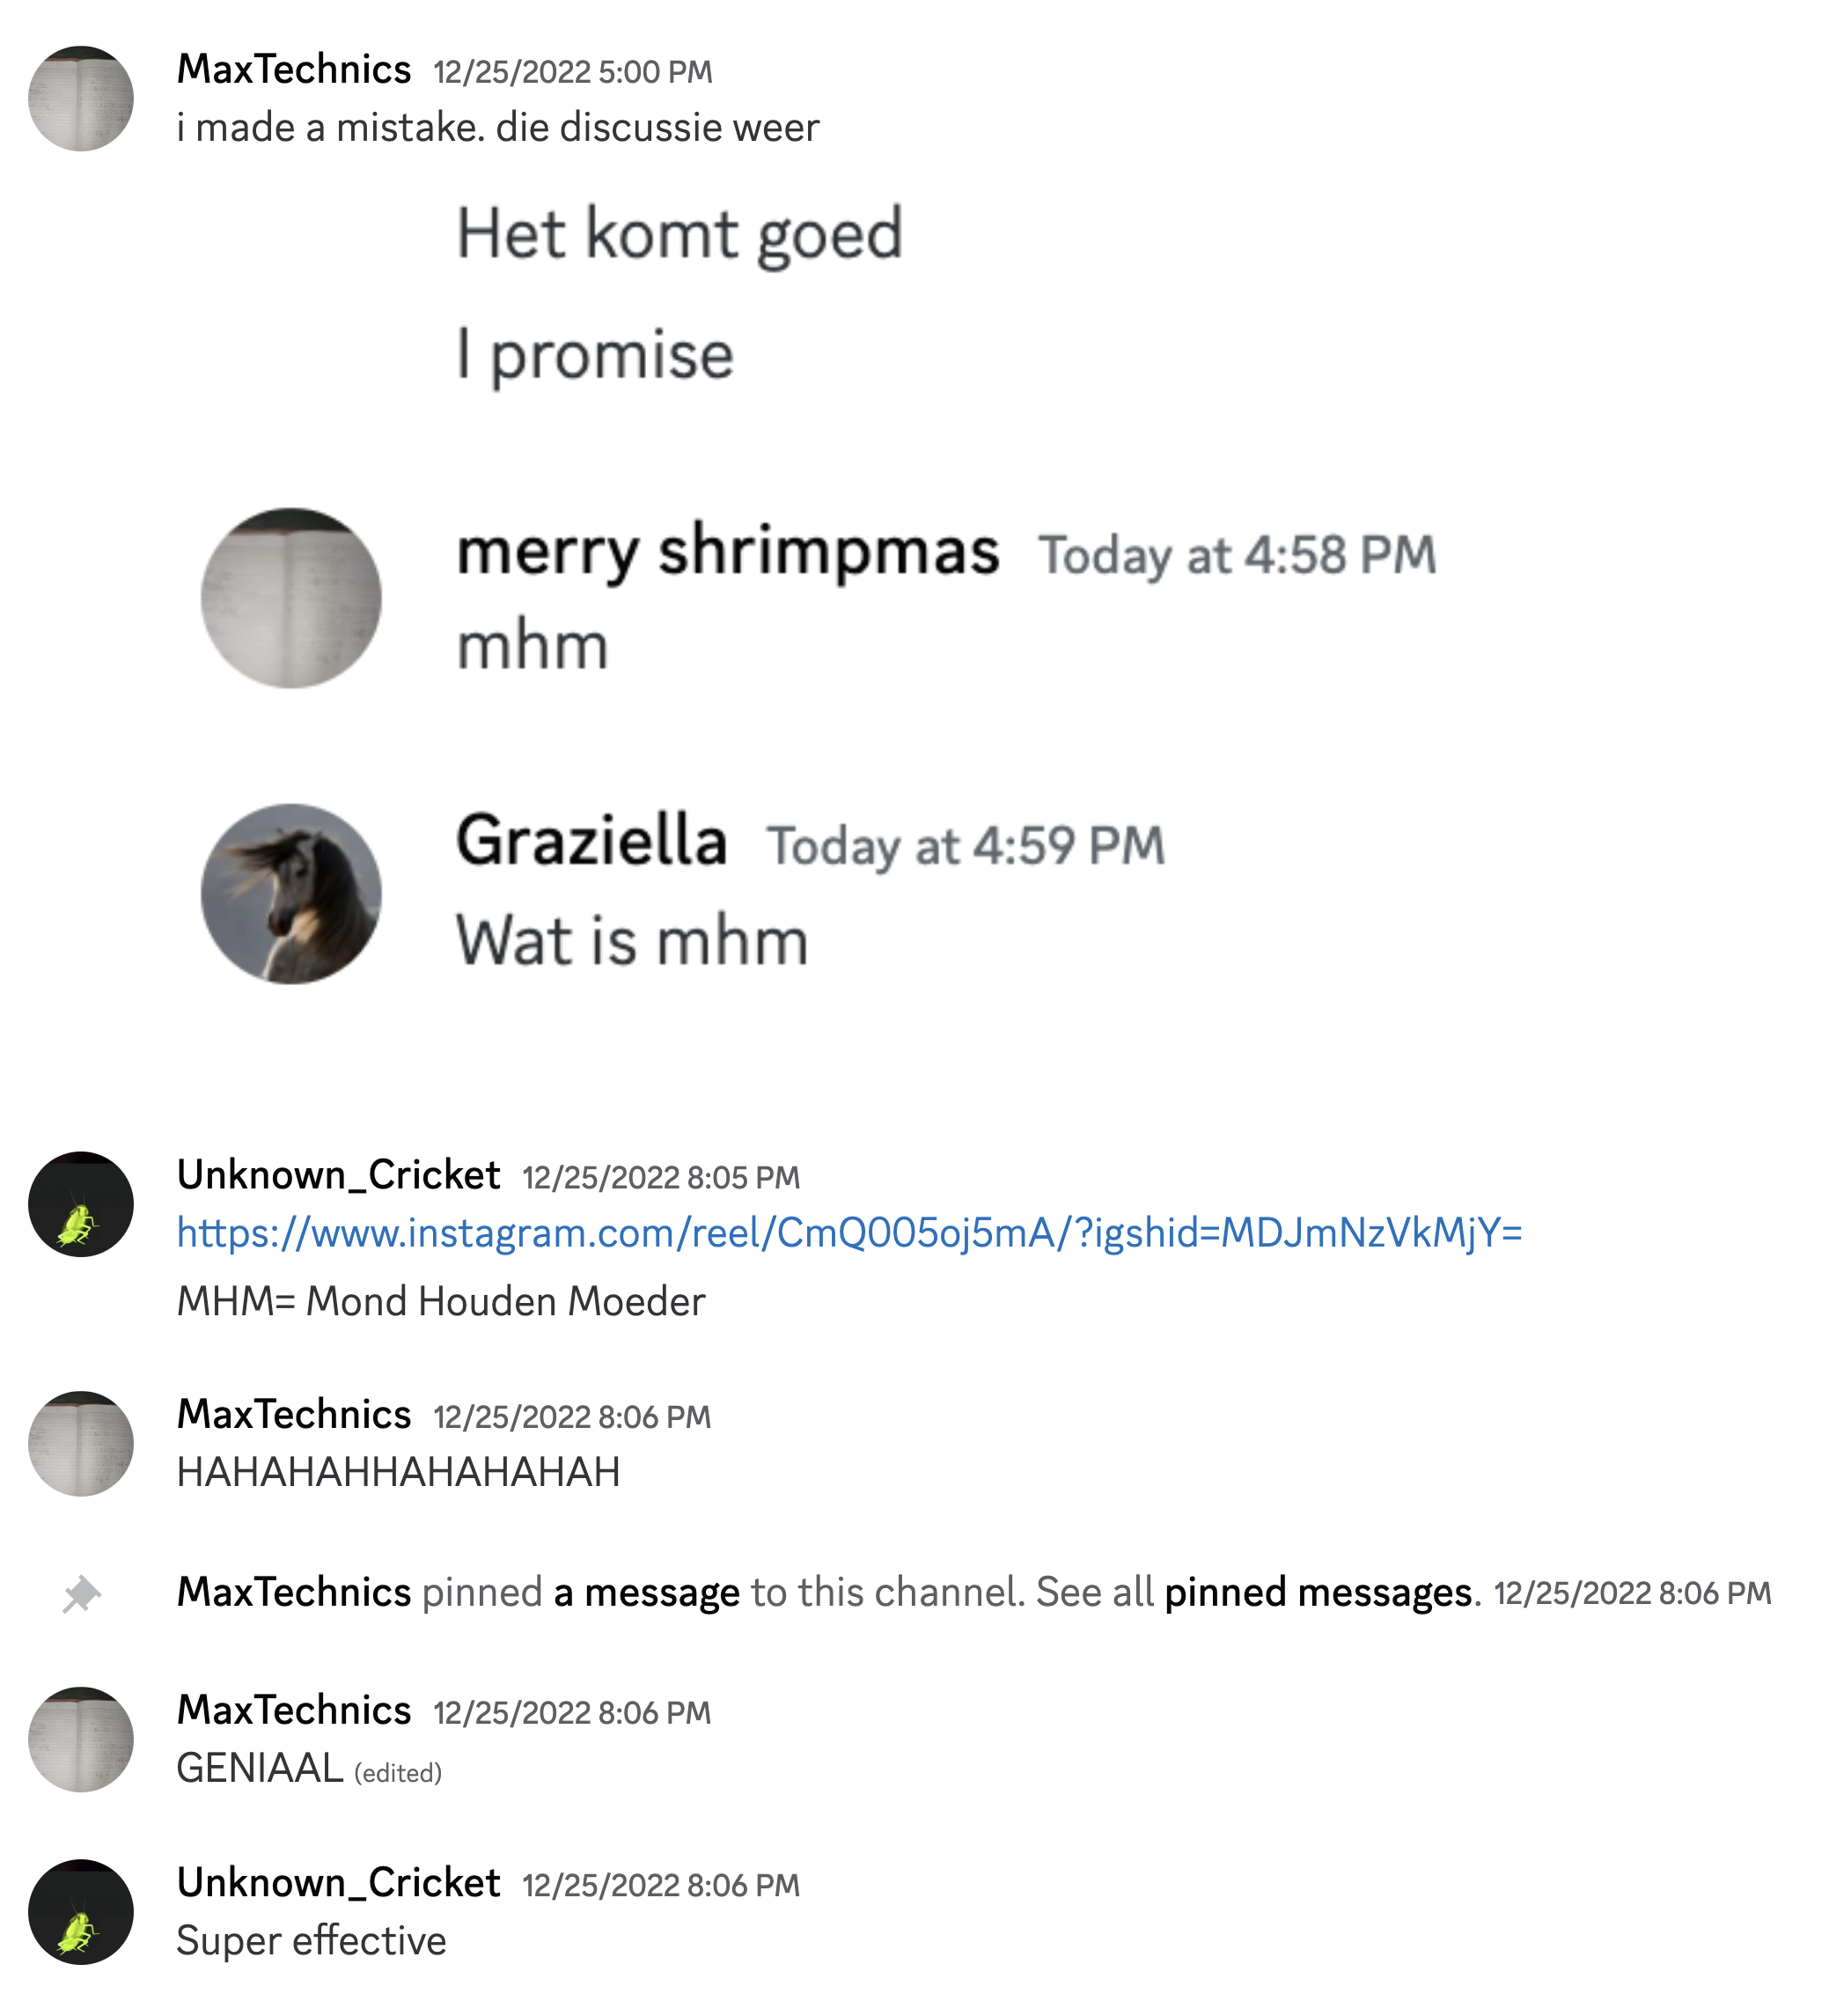 MaxTechnics 12/25/2022 5:00 PM
i made a mistake. die discussie weer
Het komt goed
I promise
merry shrimpmas Today at 4:58 PM
mhm
Graziella Today at 4:59 PM
Wat is mhm
Unknown_Cricket 12/25/2022 8:05 PM
https://www.instagram.com/reel/CmQ005oj5mA/?igshid=MDJmNzVkMjY=
MHM= Mond Houden Moeder
MaxTechnics 12/25/2022 8:06 PM
HAHAHAHHAHAHAHAH
MaxTechnics pinned a message to this channel. See all pinned messages. 12/25/2022 8:06 PM
MaxTechnics 12/25/2022 8:06 PM
GENIAAL (edited)
Unknown_Cricket 12/25/2022 8:06 PM
Super effective